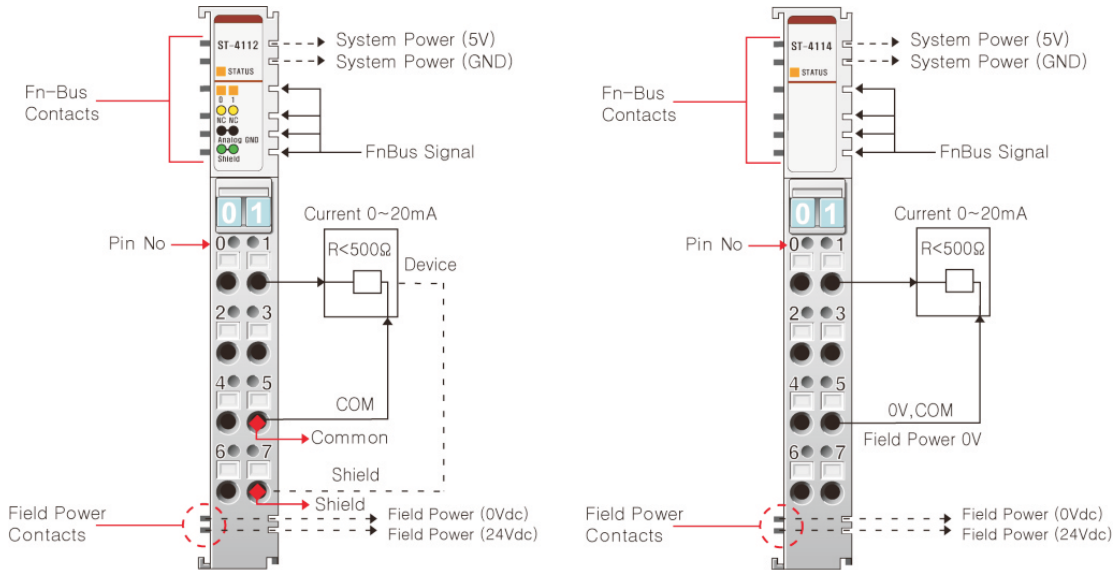 ST-4112
STATUS
0 1
NC NC
Analog GND
Shield
System Power (5V)
System Power (GND)
Fn-Bus
Contacts
FnBus Signal
0 1
Current 0~20mA
Pin No
0 1
R<500Ω
Device
2 3
4 5
COM
Common
6 7
Shield
Shield
Field Power
Contacts
Field Power (0Vdc)
Field Power (24Vdc)
ST-4114
STATUS
System Power (5V)
System Power (GND)
Fn-Bus
Contacts
FnBus Signal
0 1
Current 0~20mA
Pin No
0 1
R<500Ω
2 3
4 5
0V,COM
Field Power 0V
6 7
Field Power
Contacts
Field Power (0Vdc)
Field Power (24Vdc)